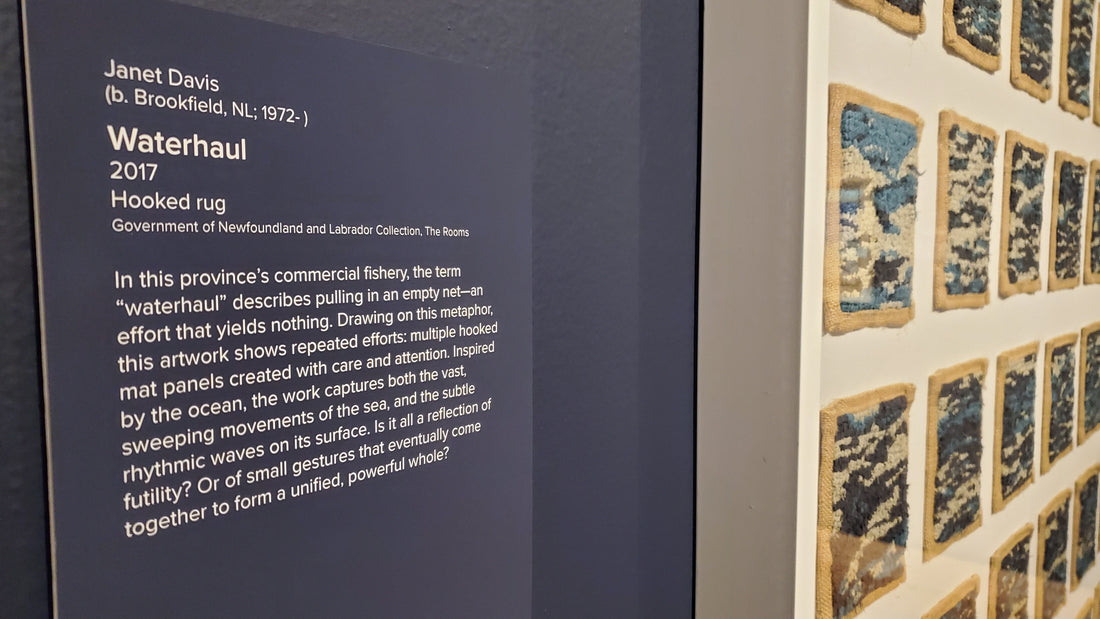 Janet Davis
(b. Brookfield, NL; 1972- )
Waterhaul
2017
Hooked rug
Government of Newfoundland and Labrador Collection, The Rooms
In this province’s commercial fishery, the term
“waterhaul” describes pulling in an empty net—an
effort that yields nothing. Drawing on this metaphor,
this artwork shows repeated efforts: multiple hooked
mat panels created with care and attention. Inspired
by the ocean, the work captures both the vast,
sweeping movements of the sea, and the subtle
rhythmic waves on its surface. Is it all a reflection of
futility? Or of small gestures that eventually come
together to form a unified, powerful whole?